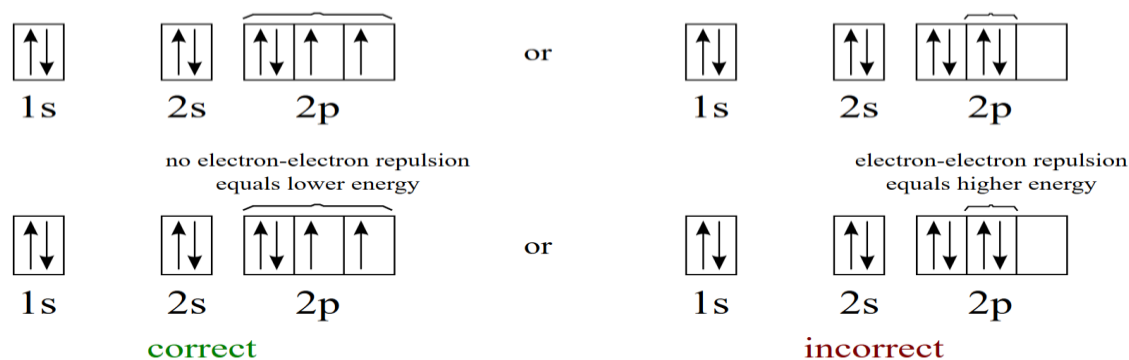 or
1s 2s 2p 1s 2s 2p
no electron-electron repulsion
equals lower energy
electron-electron repulsion
equals higher energy
or
1s 2s 2p 1s 2s 2p
correct incorrect